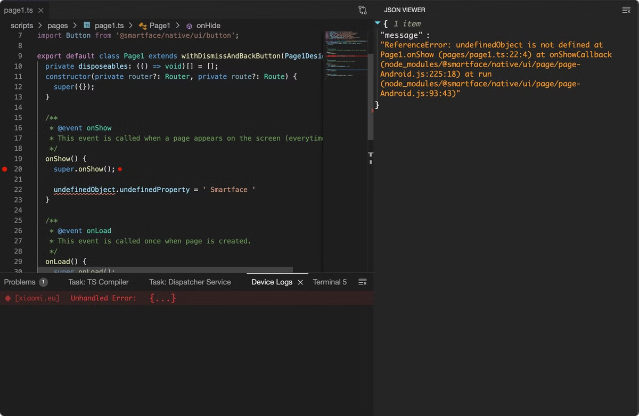 page1.ts ×
scripts > pages > page1.ts > Page1 > onHide
7 import Button from '@smartface/native/ui/button';
8
9 export default class Page1 extends withDismissAndBackButton(Page1Desi
10 private disposeables: (() => void)[] = [];
11 constructor(private router?: Router, private route?: Route) {
12 super({});
13 }
14
15 /**
16 * @event onShow
17 * This event is called when a page appears on the screen (everytim
18 */
19 onShow() {
20 super.onShow();
21
22 undefinedObject.undefinedProperty = ' Smartface '
23 }
24
25 /**
26 * @event onLoad
27 * This event is called once when page is created.
28 */
29 onLoad() {
30 super.onLoad();
Problems 1 Task: TS Compiler Task: Dispatcher Service Device Logs × Terminal 5
[xiaomi.eu] Unhandled Error: {...}
JSON VIEWER
{ 1 item
"message" :
"ReferenceError: undefinedObject is not defined at
Page1.onShow (pages/page1.ts:22:4) at onShowCallback
(node_modules/@smartface/native/ui/page/page-
Android.js:225:18) at run
(node_modules/@smartface/native/ui/page/page-
Android.js:93:43)"
}